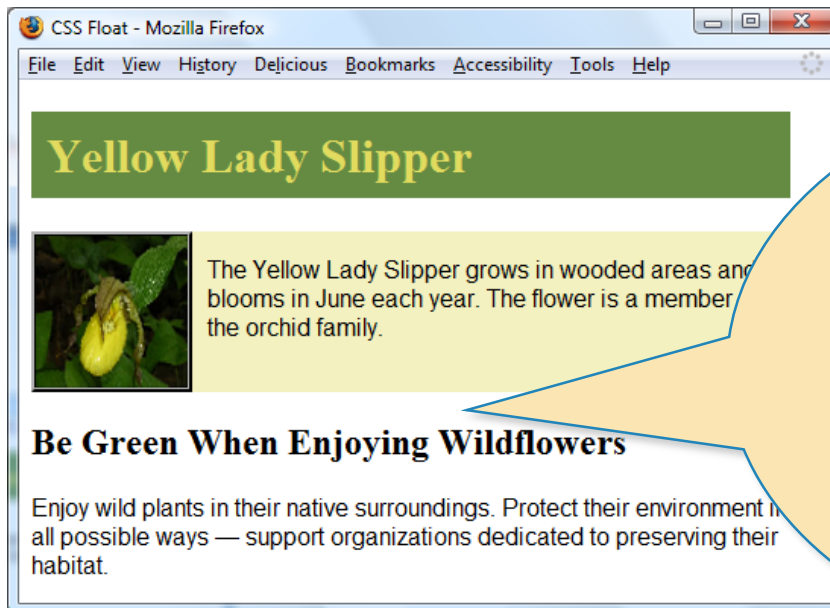 CSS Float - Mozilla Firefox
File Edit View History Delicious Bookmarks Accessibility Tools Help
Yellow Lady Slipper
The Yellow Lady Slipper grows in wooded areas and
blooms in June each year. The flower is a member
the orchid family.
Be Green When Enjoying Wildflowers
Enjoy wild plants in their native surroundings. Protect their environment
all possible ways — support organizations dedicated to preserving their
habitat.